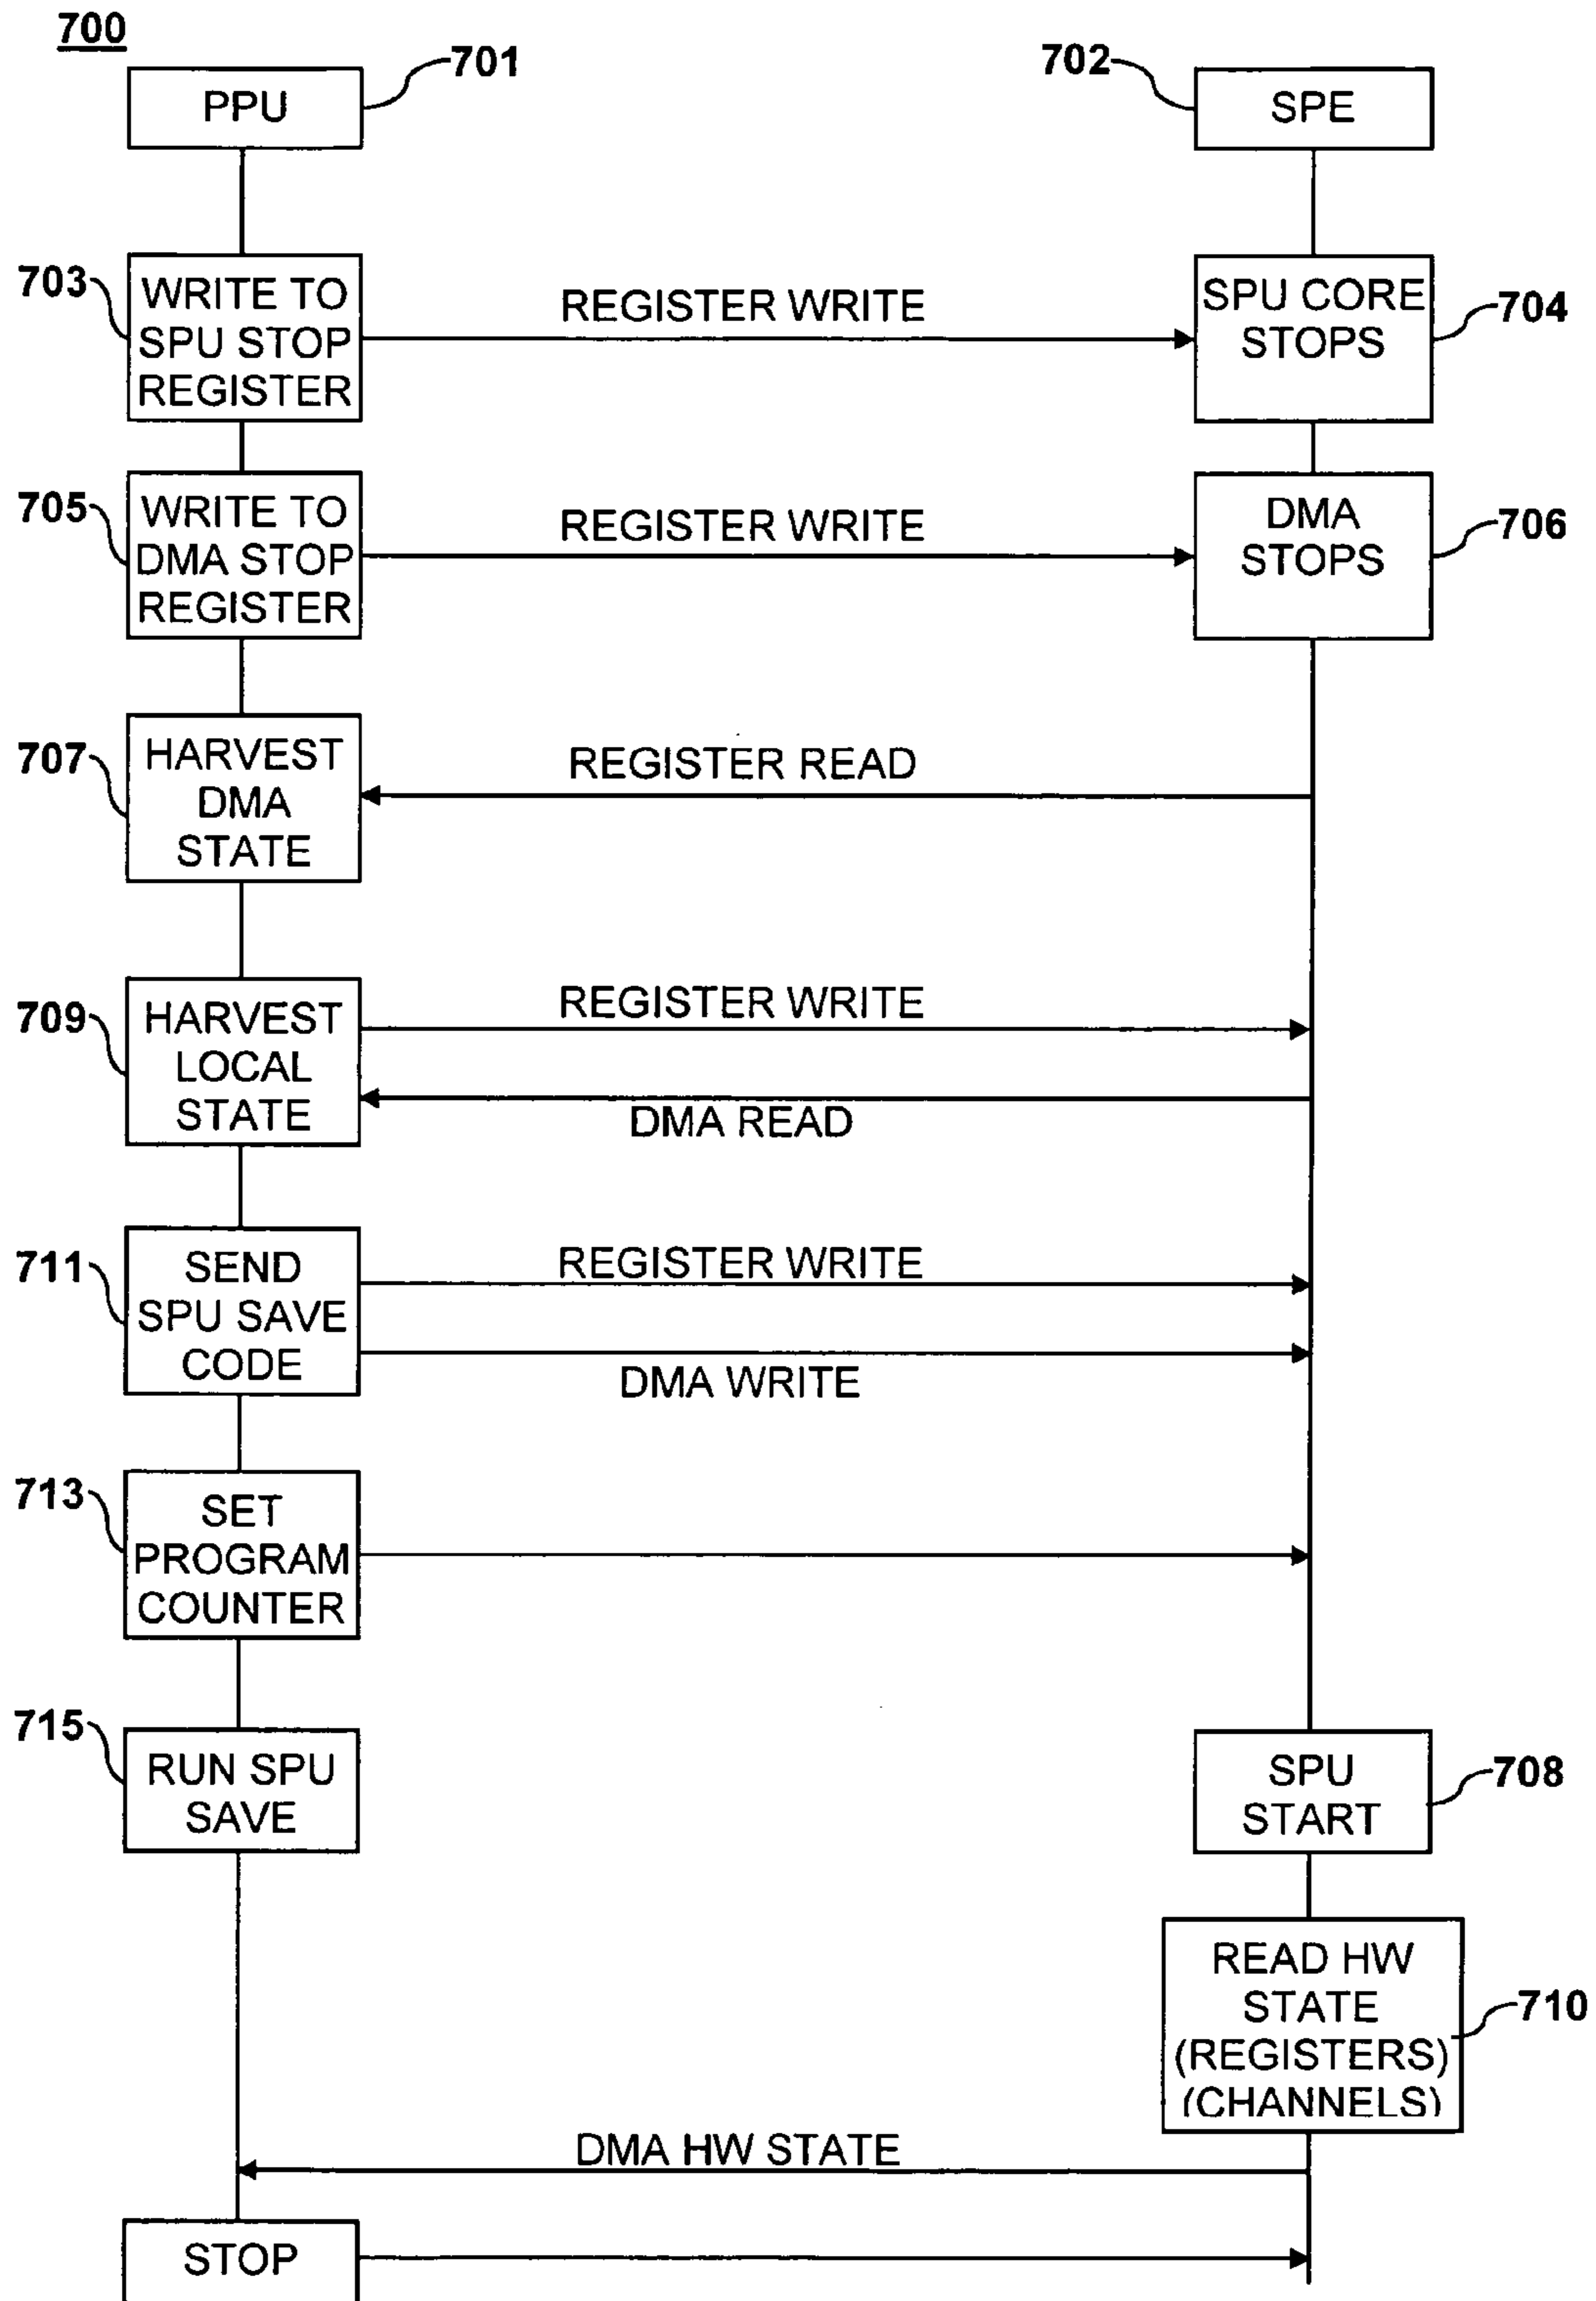 700
701
702
PPU
SPE
703
WRITE TO
SPU STOP
REGISTER
REGISTER WRITE
SPU CORE
STOPS
704
705
WRITE TO
DMA STOP
REGISTER
REGISTER WRITE
DMA
STOPS
706
707
HARVEST
DMA
STATE
REGISTER READ
709
HARVEST
LOCAL
STATE
REGISTER WRITE
DMA READ
711
SEND
SPU SAVE
CODE
REGISTER WRITE
DMA WRITE
713
SET
PROGRAM
COUNTER
715
RUN SPU
SAVE
SPU
START
708
READ HW
STATE
(REGISTERS)
(CHANNELS)
710
DMA HW STATE
STOP